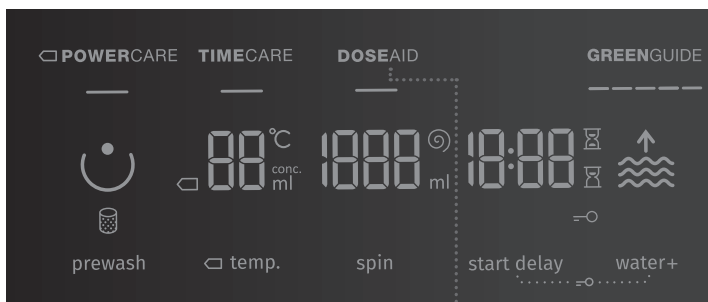 POWERCARE TIMECARE DOSEAID GREENGUIDE
88 °C 1888 18:88
conc.
ml ml
prewash temp. spin start delay water+